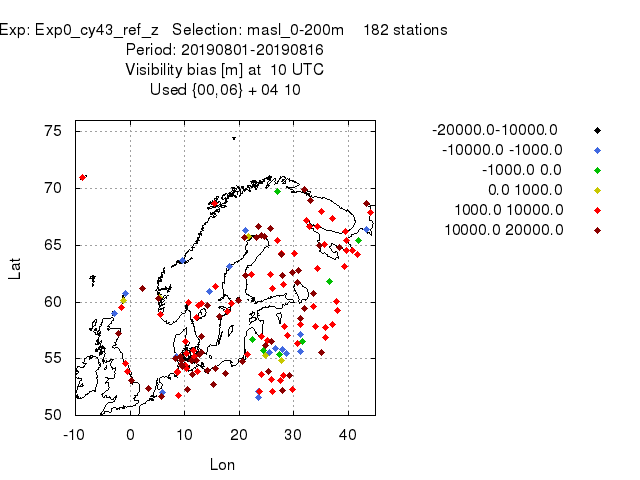 Exp: Exp0_cy43_ref_z Selection: masl_0-200m 182 stations
Period: 20190801-20190816
Visibility bias [m] at 10 UTC
Used {00,06} + 04 10
-20000.0-10000.0
-10000.0 -1000.0
-1000.0 0.0
0.0 1000.0
1000.0 10000.0
10000.0 20000.0
75
70
65
60
55
50
Lat
-10 0 10 20 30 40
Lon